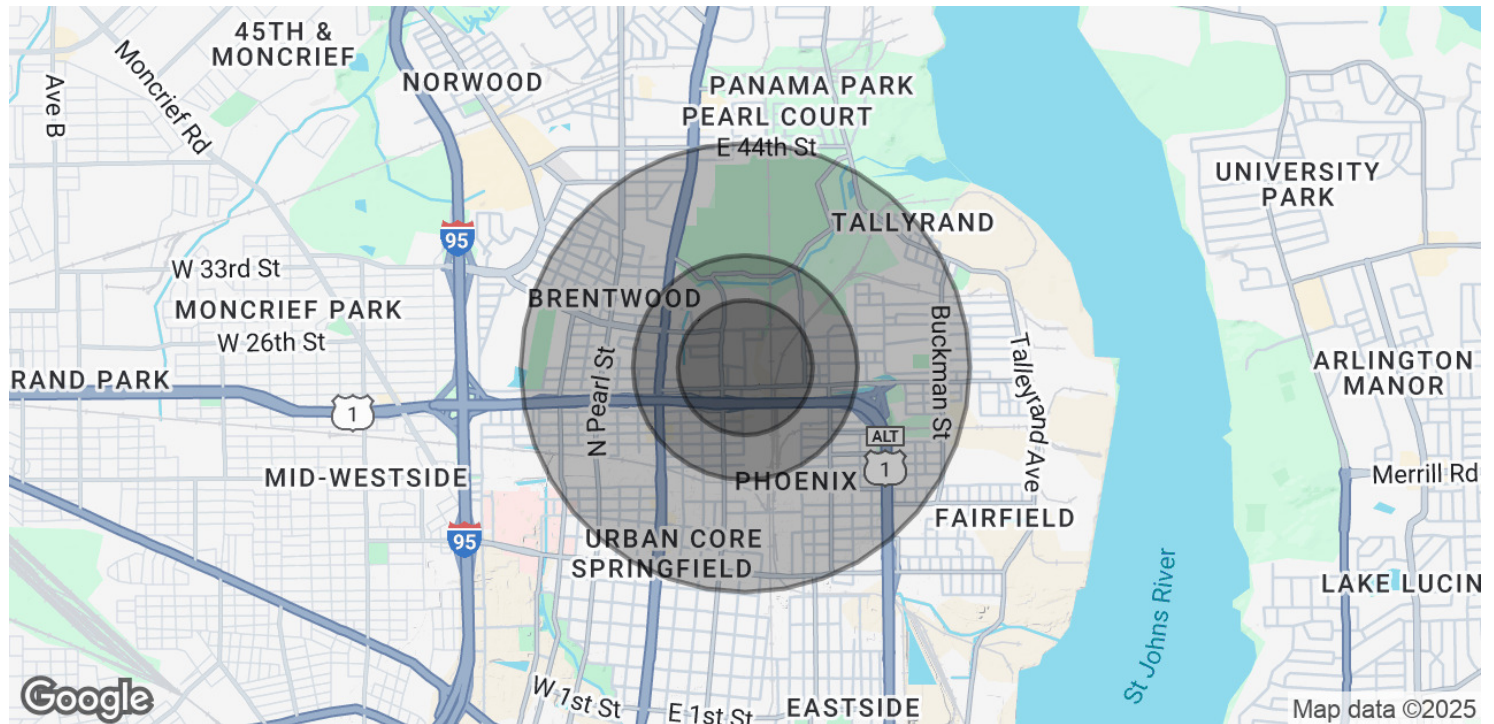 45TH &
MONCRIEF
Ave B
Moncrief Rd
NORWOOD
PANAMA PARK
PEARL COURT
E 44th St
UNIVERSITY
PARK
TALLYRAND
95
W 33rd St
MONCRIEF PARK
W 26th St
BRENTWOOD
N Pearl St
Buckman St
Talleyrand Ave
ARLINGTON
MANOR
RAND PARK
1
ALT
1
MID-WESTSIDE
PHOENIX
Merrill Rd
FAIRFIELD
95
URBAN CORE
SPRINGFIELD
LAKE LUCIN
St Johns River
W 1st St
E 1st St
EASTSIDE
Google
Map data ©2025